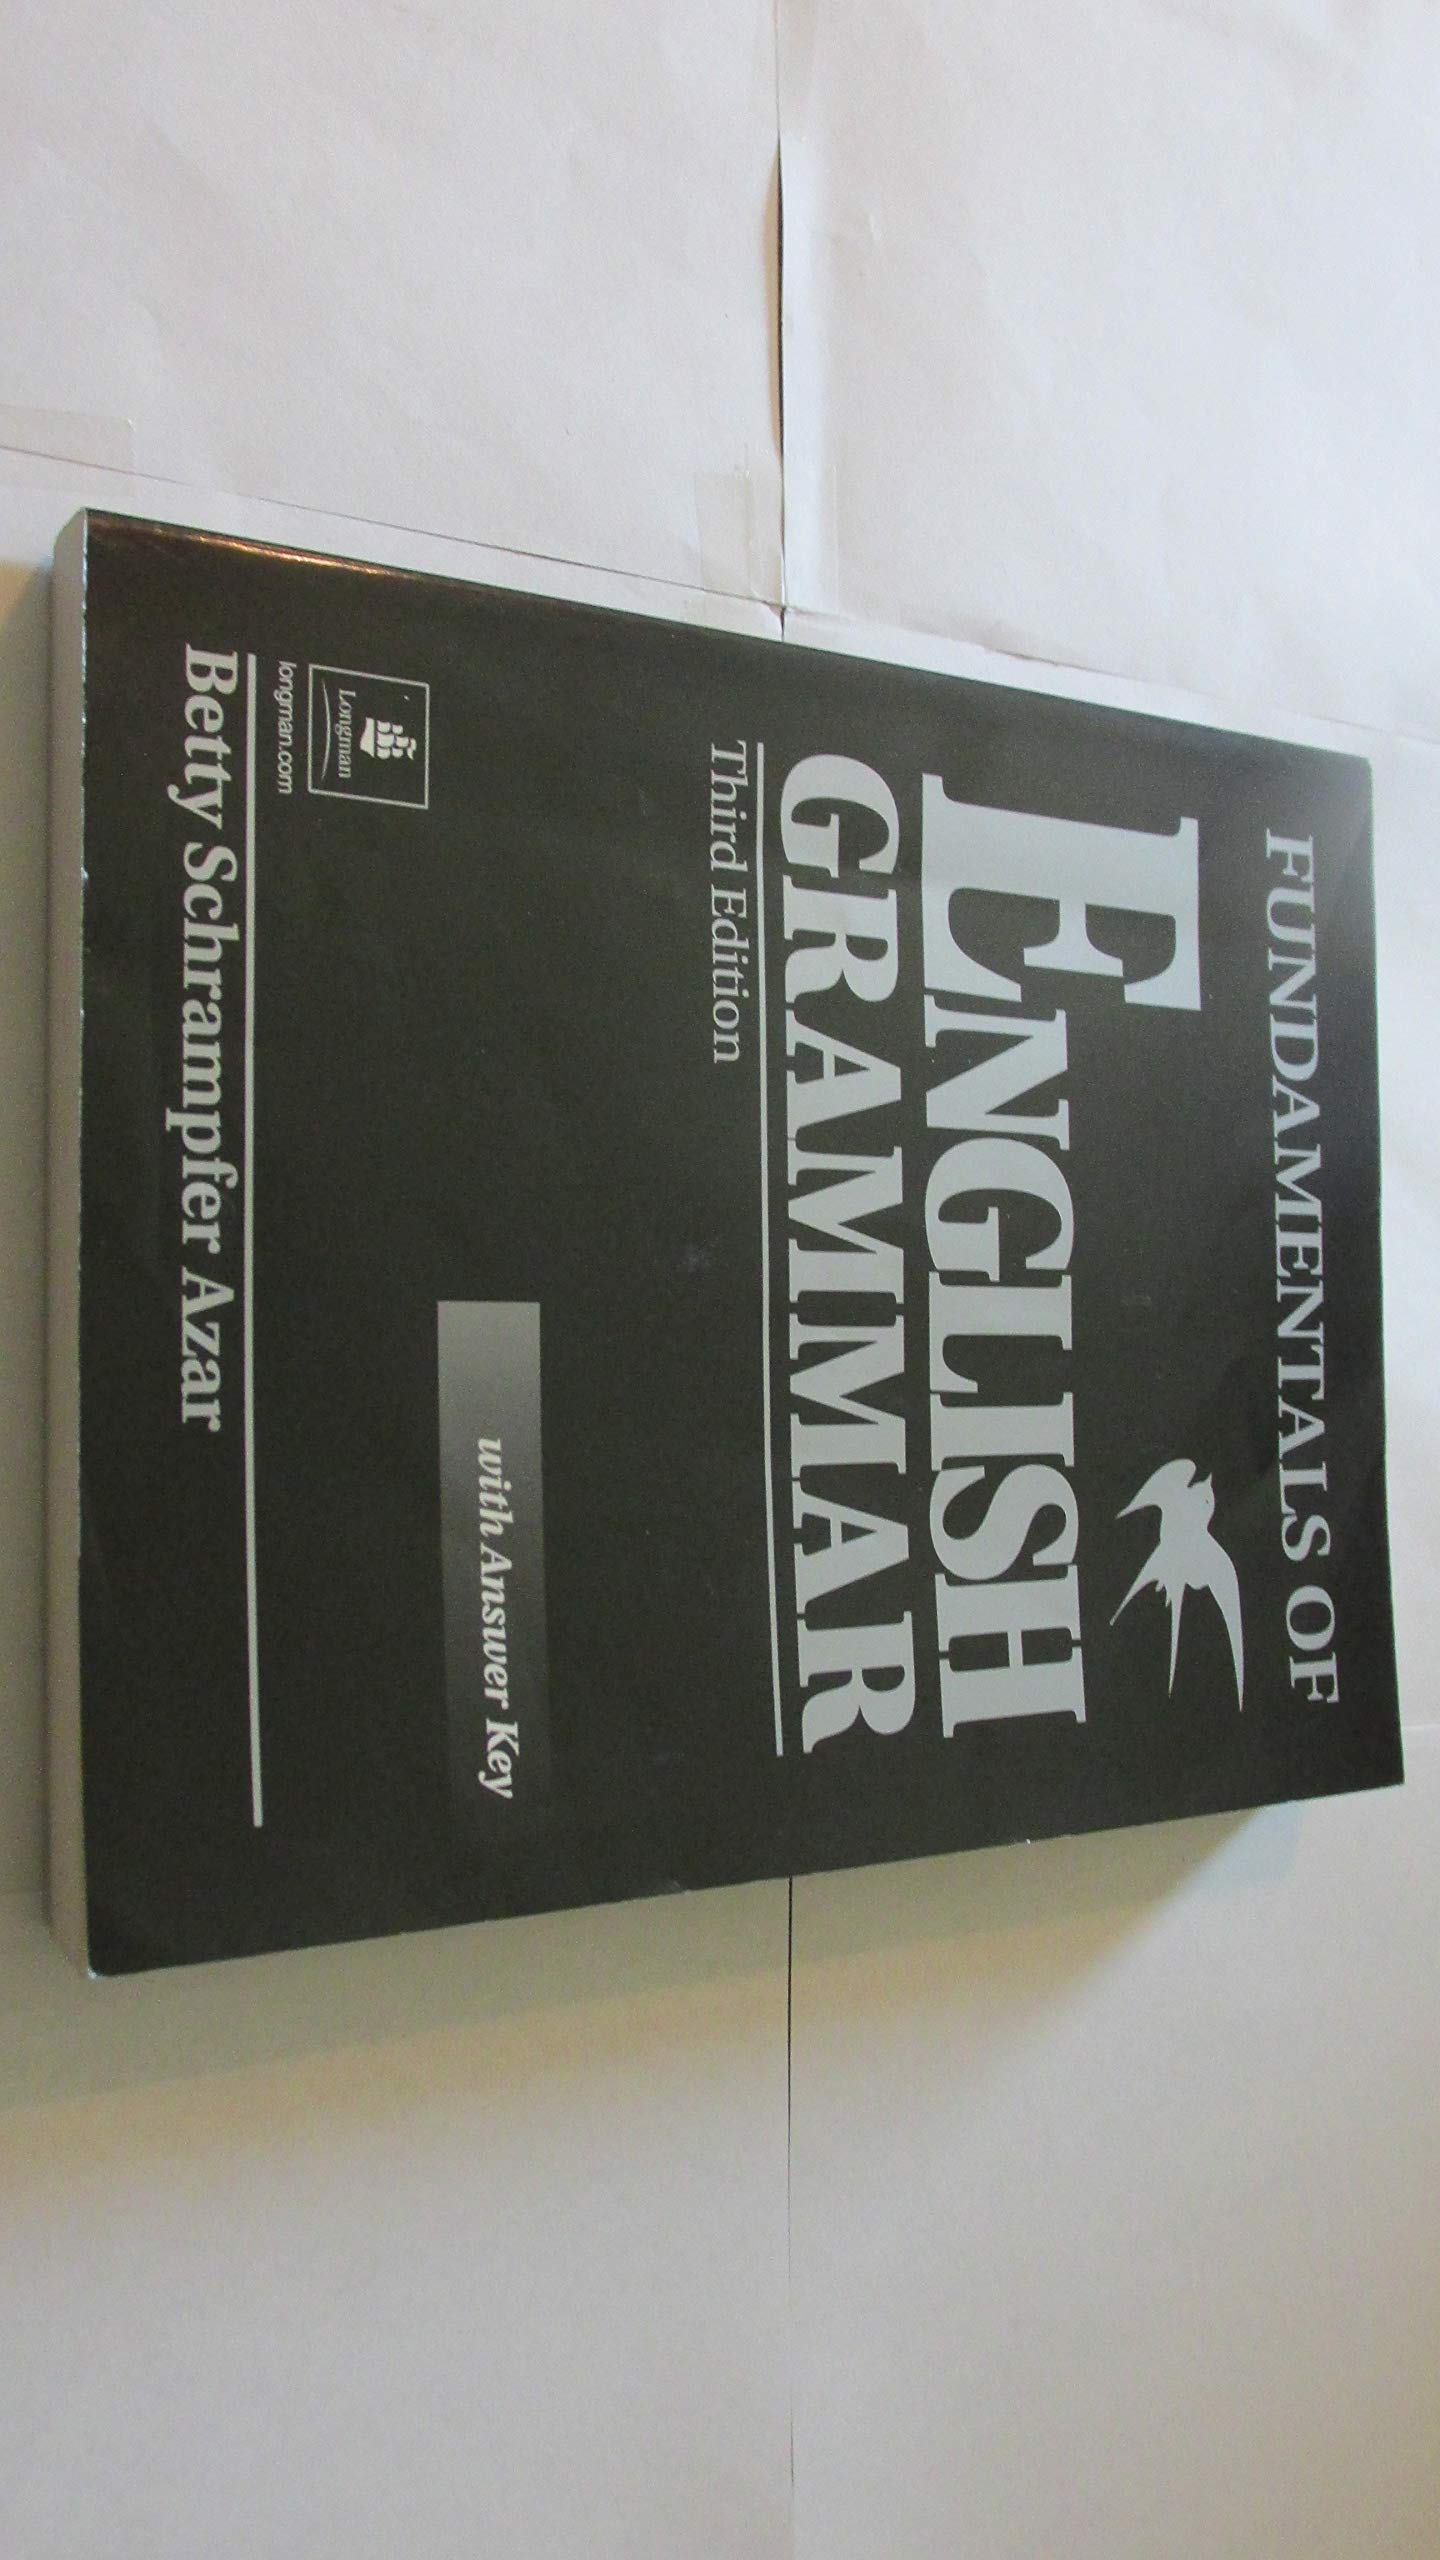 FUNDAMENTALS OF
ENGLISH
GRAMMAR
Third Edition
with Answer Key
Longman
longman.com
Betty Schrampfer Azar